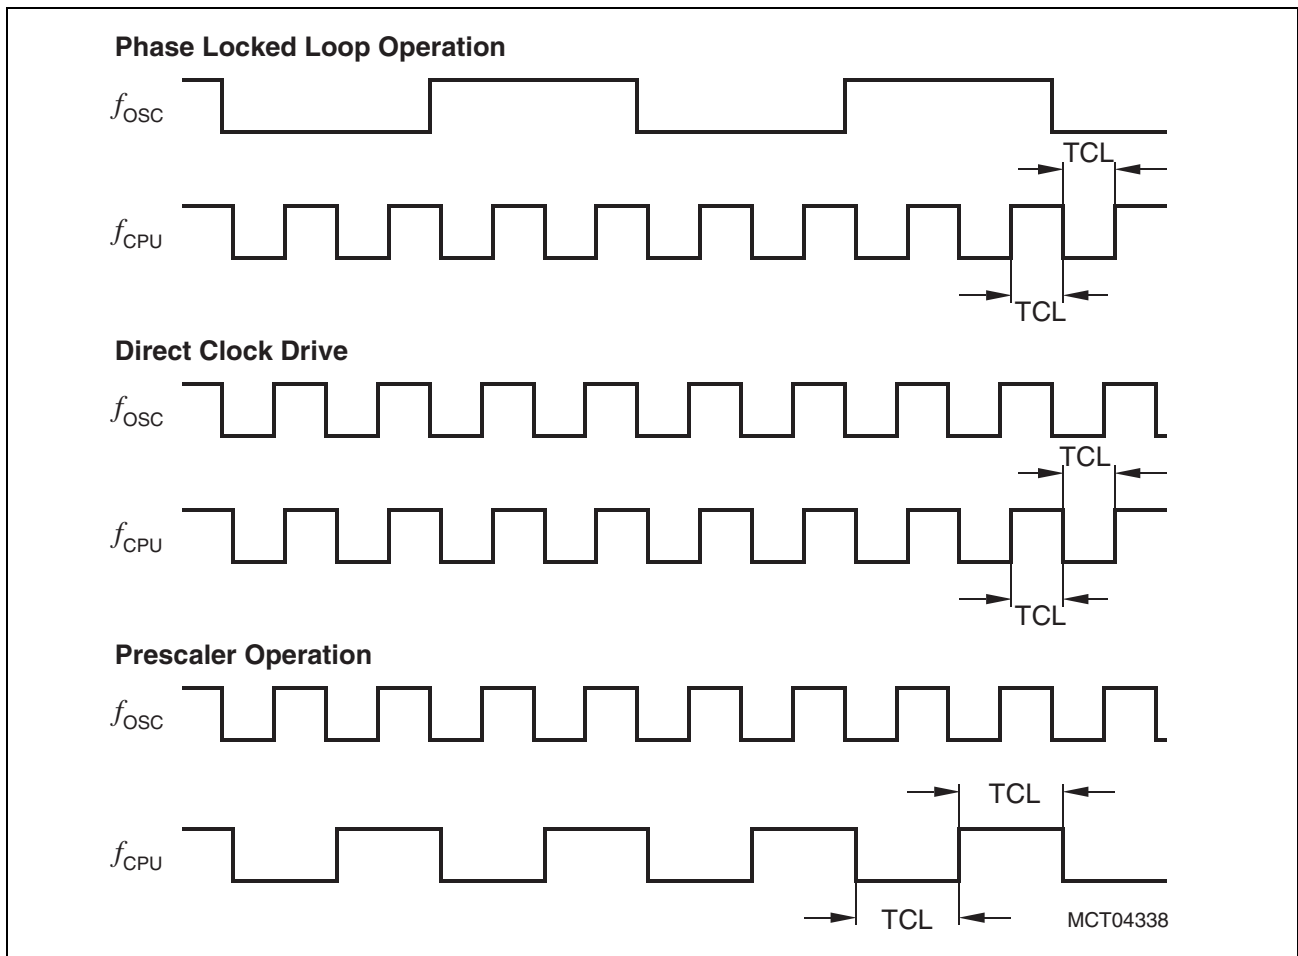 Phase Locked Loop Operation
fOSC
TCL
fCPU
TCL
Direct Clock Drive
fOSC
TCL
fCPU
TCL
Prescaler Operation
fOSC
TCL
fCPU
TCL
MCT04338